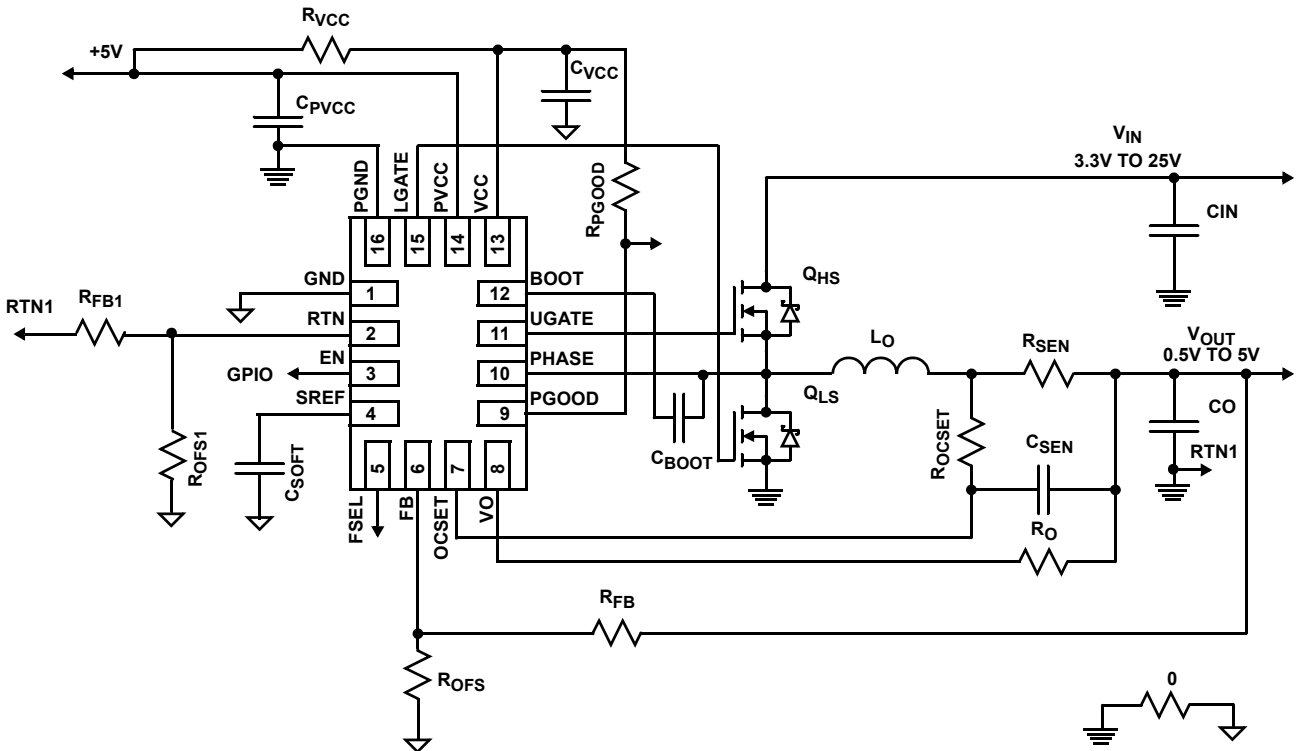 RVCC
+5V
CVCC
CPVCC
VIN
3.3V TO 25V
PGND
LGATE
PVCC
VCC
RPGOOD
CIN
16
15
14
13
GND
1
12
BOOT
QHS
RTN1
RFB1
RTN
2
11
UGATE
LO
RSEN
VOUT
0.5V TO 5V
EN
3
10
PHASE
GPIO
QLS
SREF
4
9
PGOOD
CO
ROFS1
CSOFT
5
6
7
8
CBOOT
ROCSET
CSEN
RTN1
FSEL
FB
OCSET
VO
RO
RFB
ROFS
0